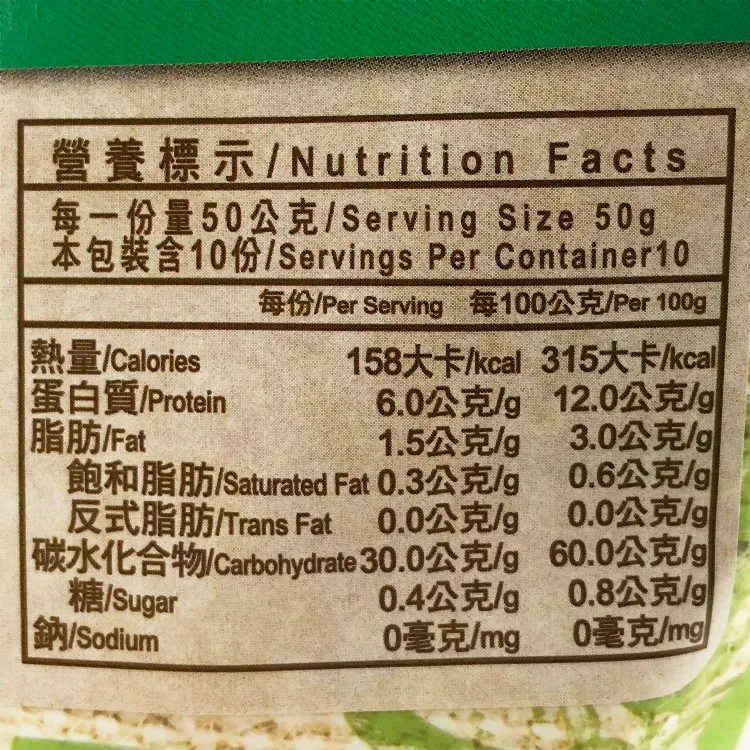 營養標示/Nutrition Facts
每一份量50公克/Serving Size 50g
本包裝含10份/Servings Per Container10
每份/Per Serving 每100公克/Per 100g
熱量/Calories 158大卡/kcal 315大卡/kcal
蛋白質/Protein 6.0公克/g 12.0公克/g
脂肪/Fat 1.5公克/g 3.0公克/g
飽和脂肪/Saturated Fat 0.3公克/g 0.6公克/g
反式脂肪/Trans Fat 0.0公克/g 0.0公克/g
碳水化合物/Carbohydrate 30.0公克/g 60.0公克/g
糖/Sugar 0.4公克/g 0.8公克/g
鈉/Sodium 0毫克/mg 0毫克/mg